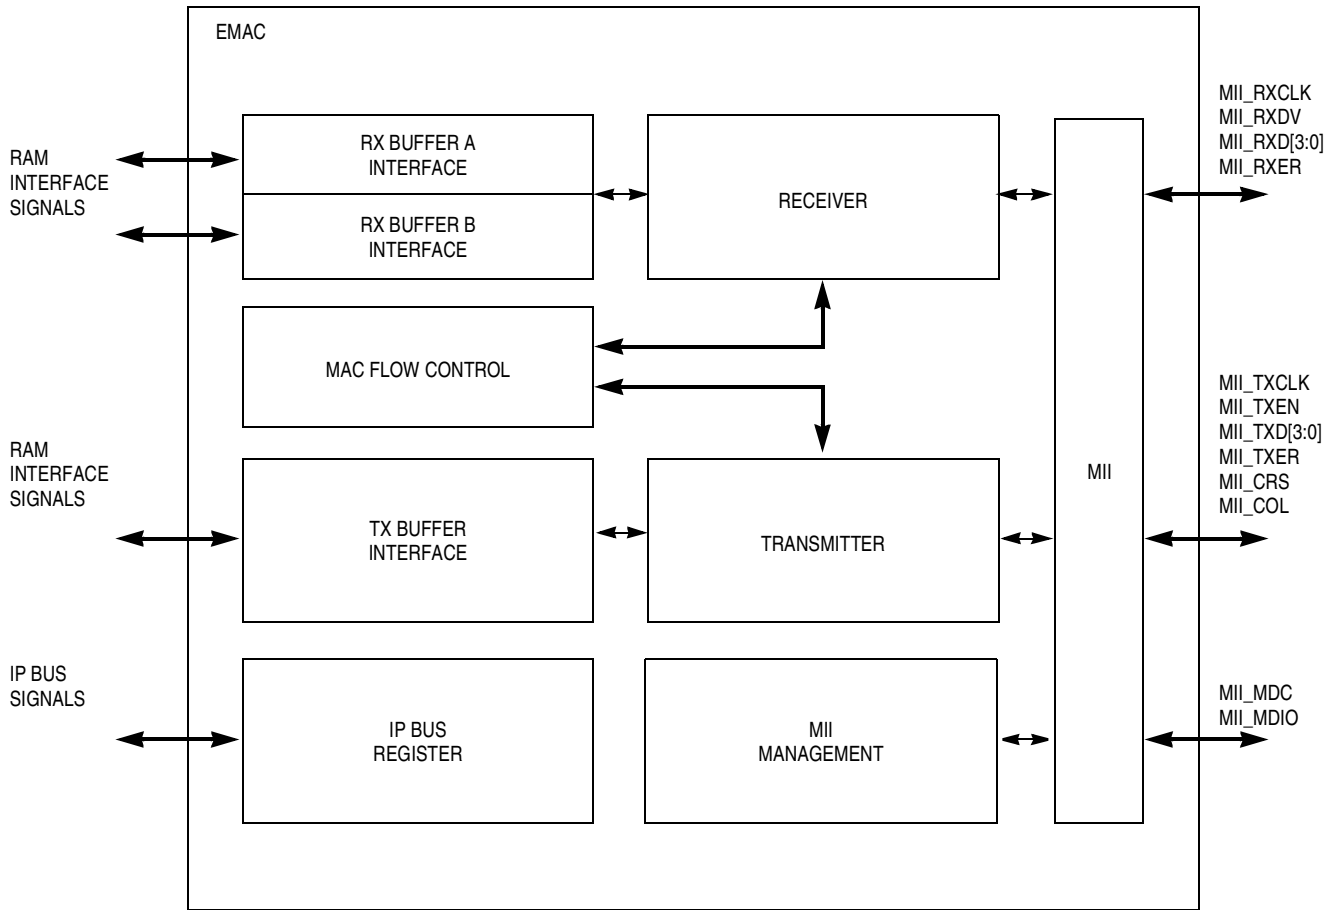 EMAC
RAM
INTERFACE
SIGNALS
RX BUFFER A
INTERFACE
RX BUFFER B
INTERFACE
RECEIVER
MII_RXCLK
MII_RXDV
MII_RXD[3:0]
MII_RXER
MAC FLOW CONTROL
RAM
INTERFACE
SIGNALS
TX BUFFER
INTERFACE
TRANSMITTER
MII
MII_TXCLK
MII_TXEN
MII_TXD[3:0]
MII_TXER
MII_CRS
MII_COL
IP BUS
SIGNALS
IP BUS
REGISTER
MII
MANAGEMENT
MII_MDC
MII_MDIO